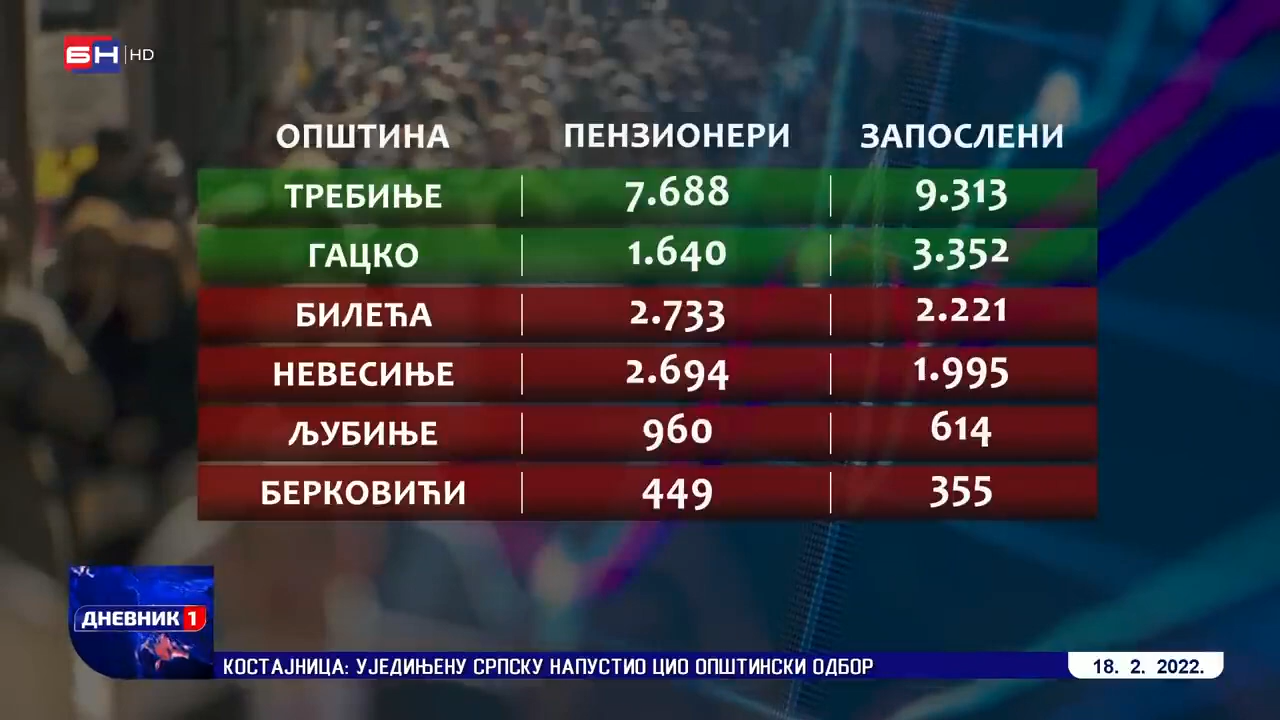 БН HD
ОПШТИНА ПЕНЗИОНЕРИ ЗАПОСЛЕНИ
ТРЕБИЊЕ 7.688 9.313
ГАЦКО 1.640 3.352
БИЛЕЋА 2.733 2.221
НЕВЕСИЊЕ 2.694 1.995
ЉУБИЊЕ 960 614
БЕРКОВИЋИ 449 355
ДНЕВНИК 1
КОСТАЈНИЦА: УЈЕДИЊЕНУ СРПСКУ НАПУСТИО ЦИО ОПШТИНСКИ ОДБОР 18. 2. 2022.